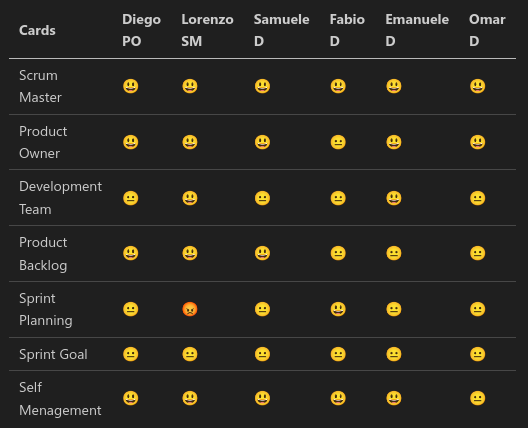 Cards Diego PO Lorenzo SM Samuele D Fabio D Emanuele D Omar D
Scrum Master 😃 😃 😃 😃 😃 😃
Product Owner 😃 😃 😃 😐 😃 😃
Development Team 😐 😃 😐 😐 😃 😐
Product Backlog 😃 😃 😃 😐 😐 😐
Sprint Planning 😐 😡 😐 😃 😐 😐
Sprint Goal 😐 😐 😐 😐 😐 😐
Self Menagement 😃 😃 😃 😃 😃 😐